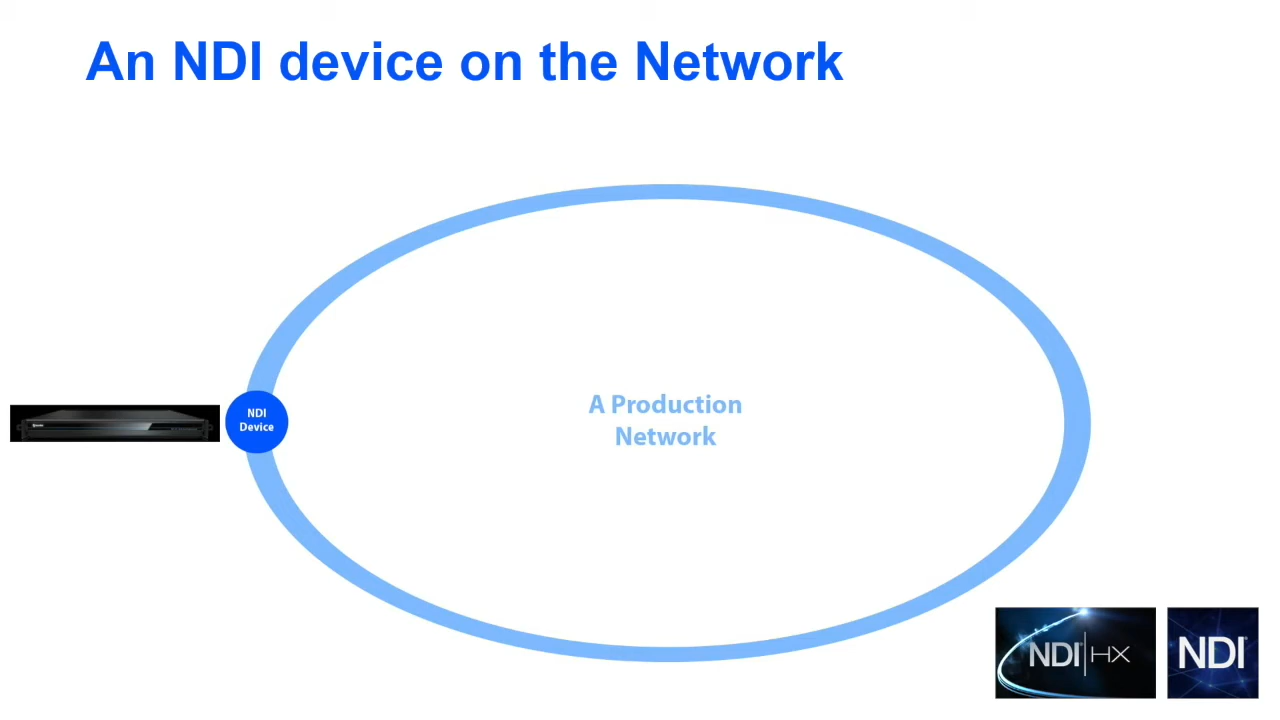 An NDI device on the Network
A Production
Network
NDI
Device
NDI HX
NDI